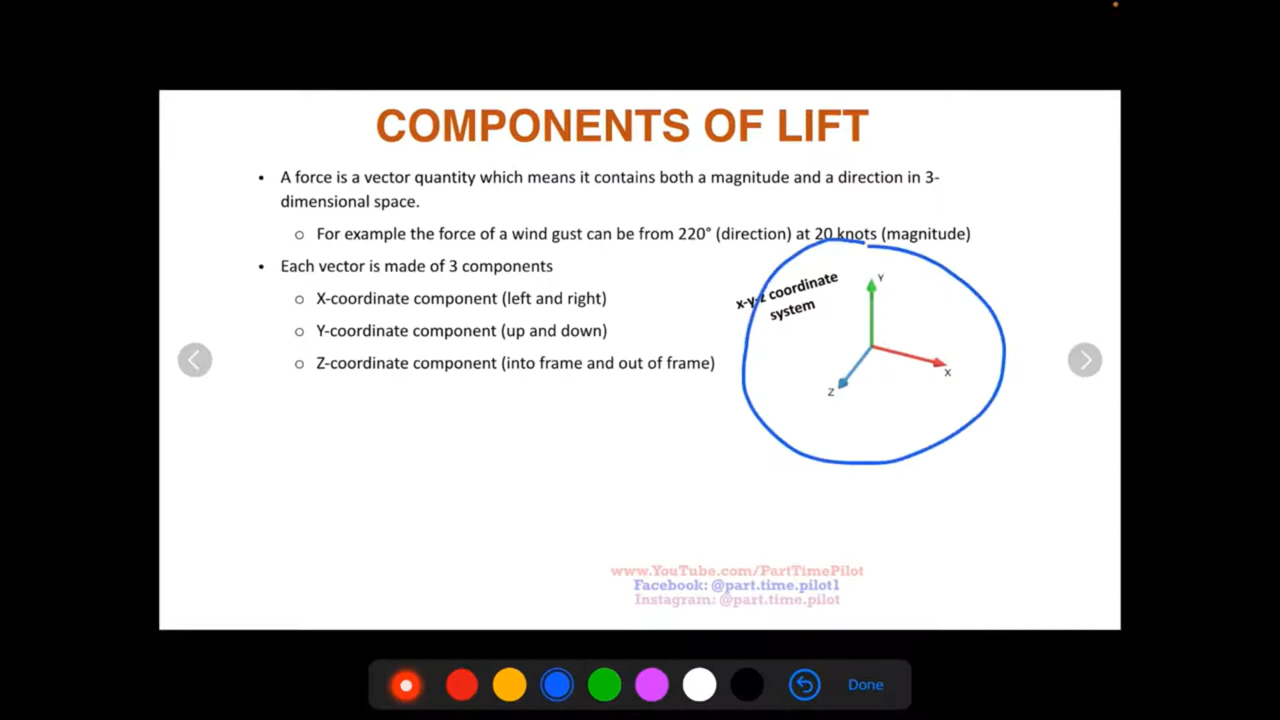 COMPONENTS OF LIFT
• A force is a vector quantity which means it contains both a magnitude and a direction in 3-
dimensional space.
○ For example the force of a wind gust can be from 220° (direction) at 20 knots (magnitude)
• Each vector is made of 3 components
○ X-coordinate component (left and right)
○ Y-coordinate component (up and down)
○ Z-coordinate component (into frame and out of frame)
x-y-z coordinate
system
Y
X
Z
www.YouTube.com/PartTimePilot
Facebook: @part.time.pilot1
Instagram: @part.time.pilot
Done